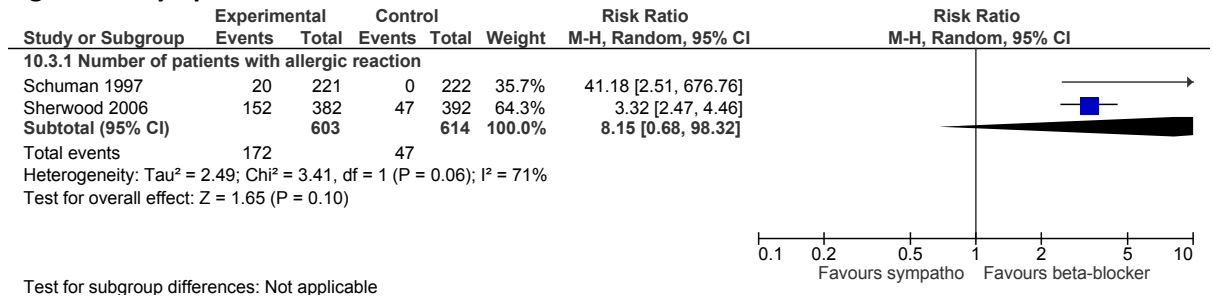 Experimental Control Risk Ratio Risk Ratio
Study or Subgroup Events Total Events Total Weight M-H, Random, 95% CI M-H, Random, 95% CI
10.3.1 Number of patients with allergic reaction
Schuman 1997 20 221 0 222 35.7% 41.18 [2.51, 676.76]
Sherwood 2006 152 382 47 392 64.3% 3.32 [2.47, 4.46]
Subtotal (95% CI) 603 614 100.0% 8.15 [0.68, 98.32]
Total events 172 47
Heterogeneity: Tau² = 2.49; Chi² = 3.41, df = 1 (P = 0.06); I² = 71%
Test for overall effect: Z = 1.65 (P = 0.10)
0.1 0.2 0.5 1 2 5 10
Favours sympatho Favours beta-blocker
Test for subgroup differences: Not applicable